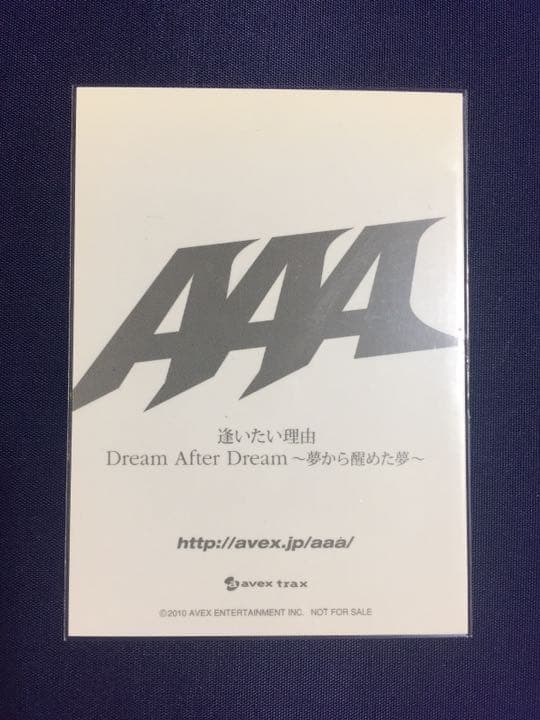 AAA
逢いたい理由
Dream After Dream ～夢から醒めた夢～
http://avex.jp/aaa/
a avex trax
©2010 AVEX ENTERTAINMENT INC. NOT FOR SALE